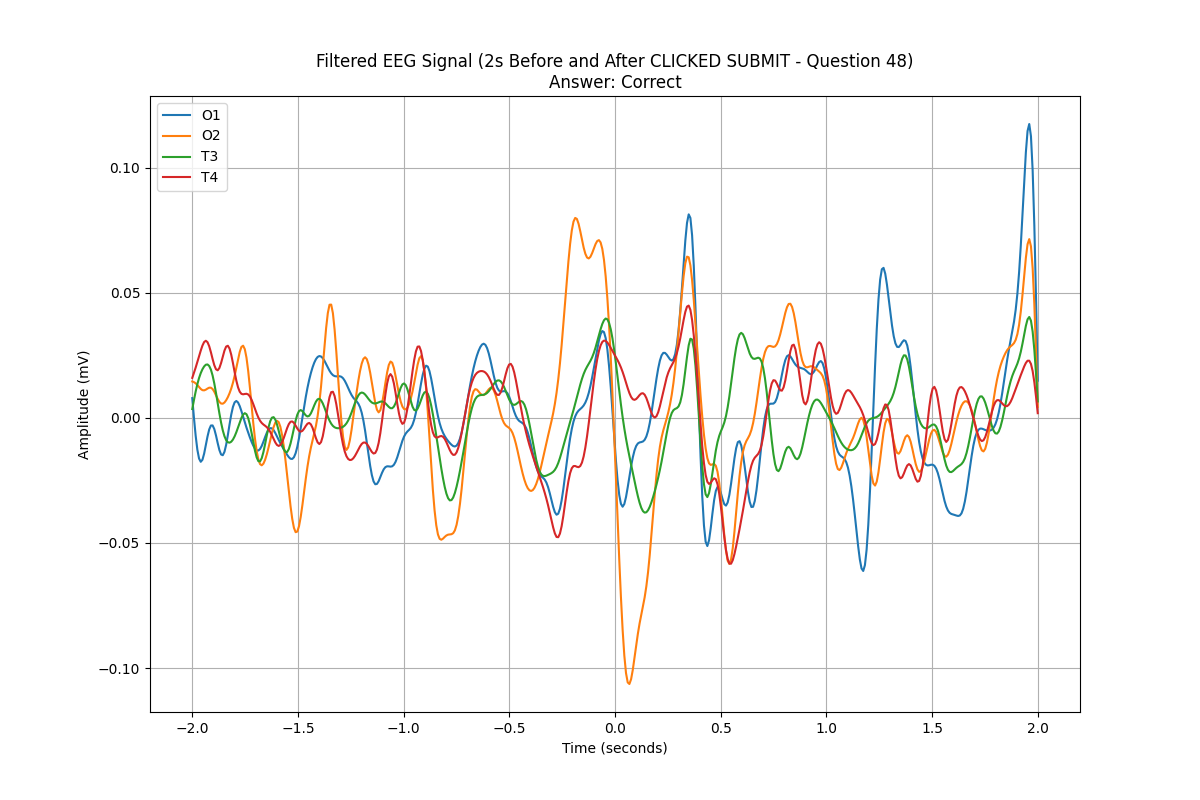 Filtered EEG Signal (2s Before and After CLICKED SUBMIT - Question 48)
Answer: Correct
O1
O2
T3
T4
0.10
0.05
0.00
−0.05
−0.10
Amplitude (mV)
−2.0 −1.5 −1.0 −0.5 0.0 0.5 1.0 1.5 2.0
Time (seconds)